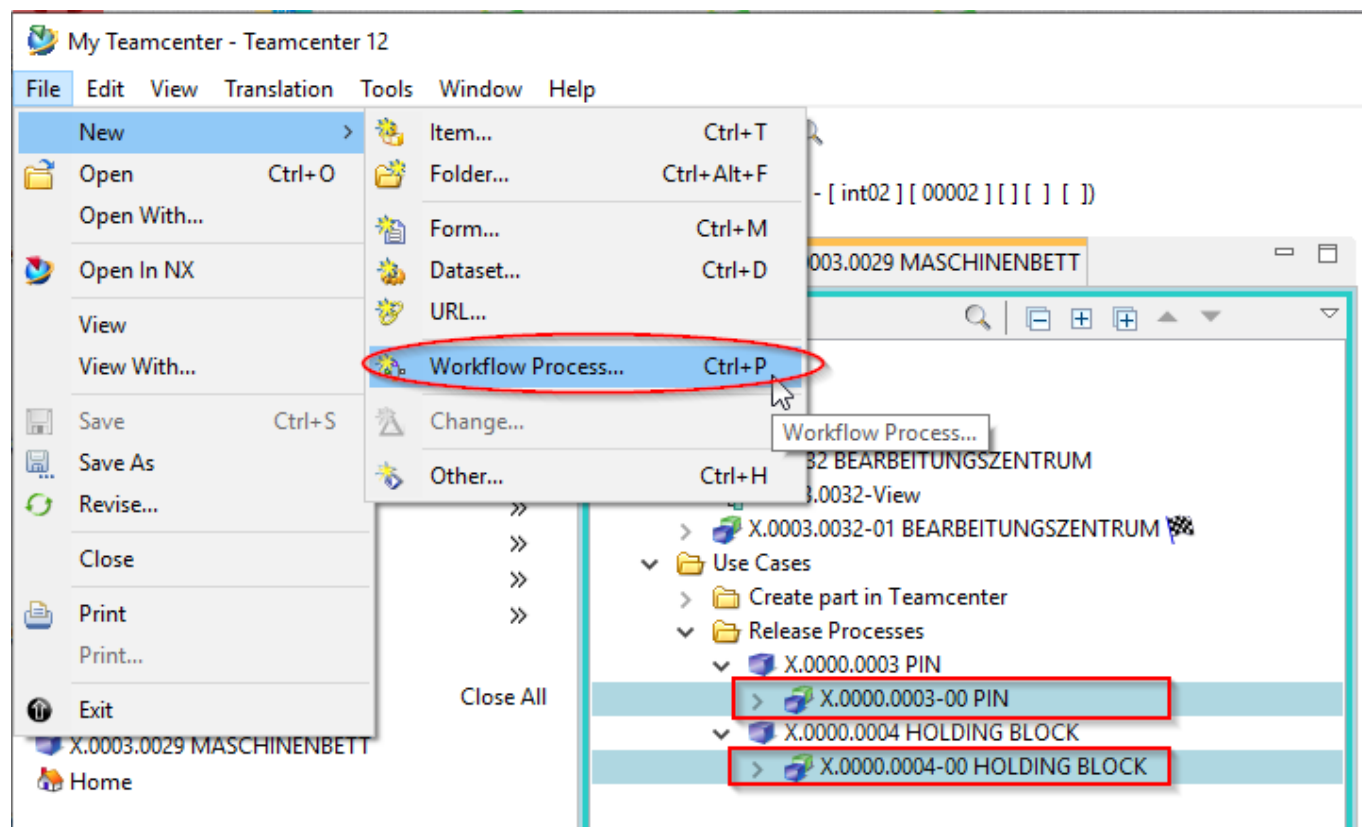 My Teamcenter - Teamcenter 12
File Edit View Translation Tools Window Help
New
Open Ctrl+O
Open With...
Open In NX
View
View With...
Save Ctrl+S
Save As
Revise...
Close
Print
Print...
Exit
Item... Ctrl+T
Folder... Ctrl+Alt+F
Form... Ctrl+M
Dataset... Ctrl+D
URL...
Workflow Process... Ctrl+P
Change...
Other... Ctrl+H
Workflow Process...
- [ int02 ] [ 00002 ] [ ] [ ] [ ])
003.0029 MASCHINENBETT
32 BEARBEITUNGSZENTRUM
3.0032-View
X.0003.0032-01 BEARBEITUNGSZENTRUM
Use Cases
Create part in Teamcenter
Release Processes
X.0000.0003 PIN
X.0000.0003-00 PIN
X.0000.0004 HOLDING BLOCK
X.0000.0004-00 HOLDING BLOCK
Close All
X.0003.0029 MASCHINENBETT
Home